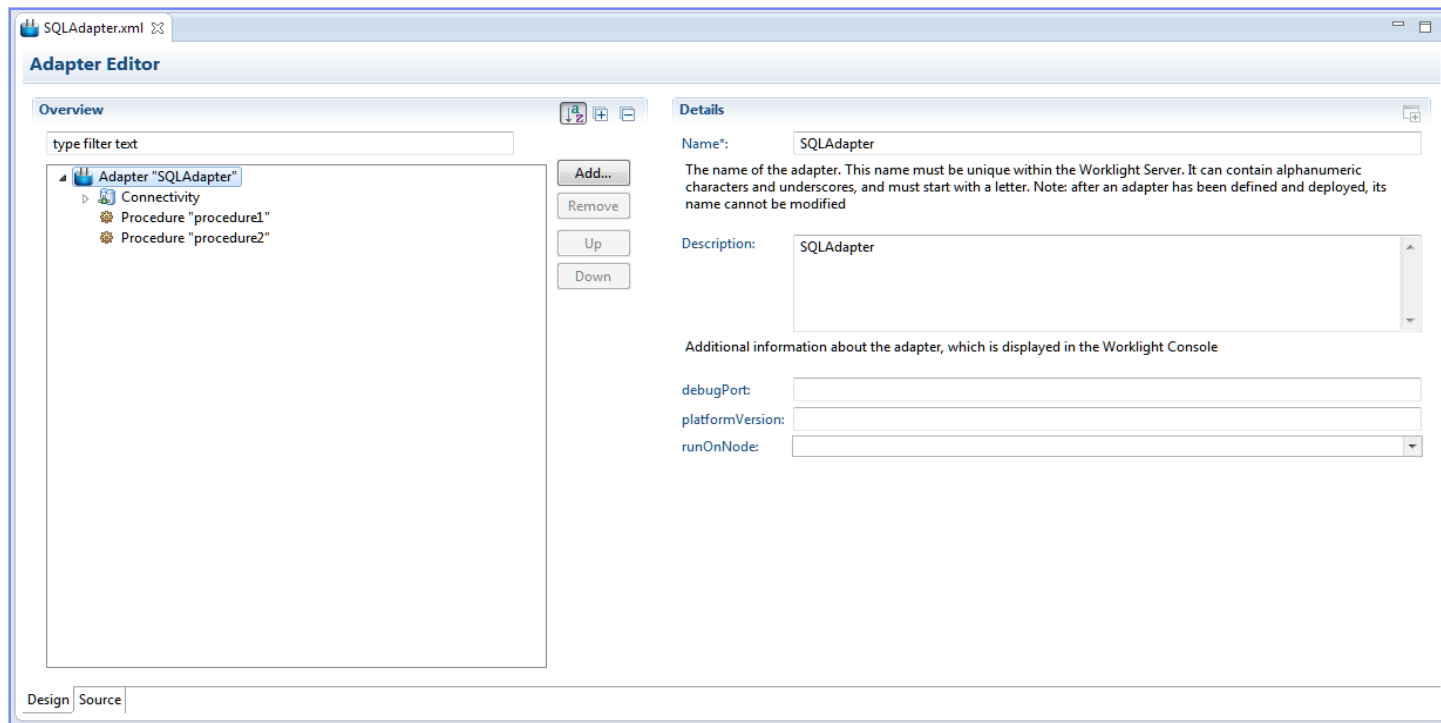 SQLAdapter.xml
Adapter Editor
Overview
type filter text
Adapter "SQLAdapter"
Connectivity
Procedure "procedure1"
Procedure "procedure2"
Add...
Remove
Up
Down
Details
Name*: SQLAdapter
The name of the adapter. This name must be unique within the Worklight Server. It can contain alphanumeric
characters and underscores, and must start with a letter. Note: after an adapter has been defined and deployed, its
name cannot be modified
Description: SQLAdapter
Additional information about the adapter, which is displayed in the Worklight Console
debugPort:
platformVersion:
runOnNode:
Design Source